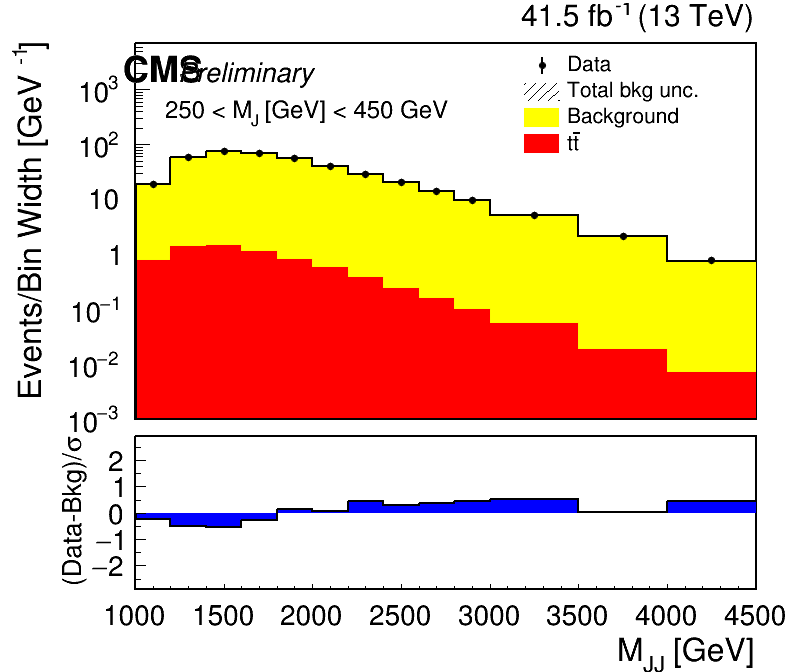 41.5 fb⁻¹ (13 TeV)
CMS Preliminary
250 < M_J [GeV] < 450 GeV
Data
Total bkg unc.
Background
tt̄
Events/Bin Width [GeV⁻¹]
10³
10²
10
1
10⁻¹
10⁻²
10⁻³
(Data-Bkg)/σ
2
1
0
−1
−2
1000 1500 2000 2500 3000 3500 4000 4500
M_JJ [GeV]